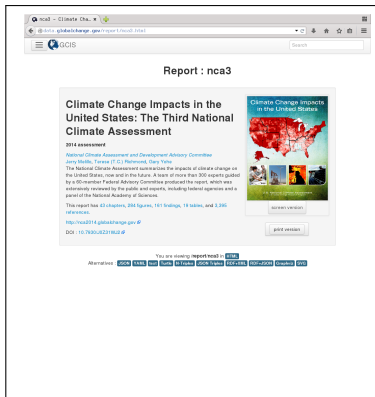 nca3 - Climate Cha...
data.globalchange.gov/report/nca3.html
GCIS
Search
Report : nca3
Climate Change Impacts in the
United States: The Third National
Climate Assessment
2014 assessment
National Climate Assessment and Development Advisory Committee
Jerry Melillo, Terese (T.C.) Richmond, Gary Yohe
The National Climate Assessment summarizes the impacts of climate change on
the United States, now and in the future. A team of more than 300 experts guided
by a 60-member Federal Advisory Committee produced the report, which was
extensively reviewed by the public and experts, including federal agencies and a
panel of the National Academy of Sciences.
This report has 43 chapters, 284 figures, 161 findings, 18 tables, and 3,395
references.
http://nca2014.globalchange.gov
DOI :
Climate Change Impacts
in the United States
screen version
print version
You are viewing /report/nca3 in HTML
Alternatives : JSON YAML text Turtle N-Triples JSON Triples RDF+XML RDF+JSON Graphviz SVG